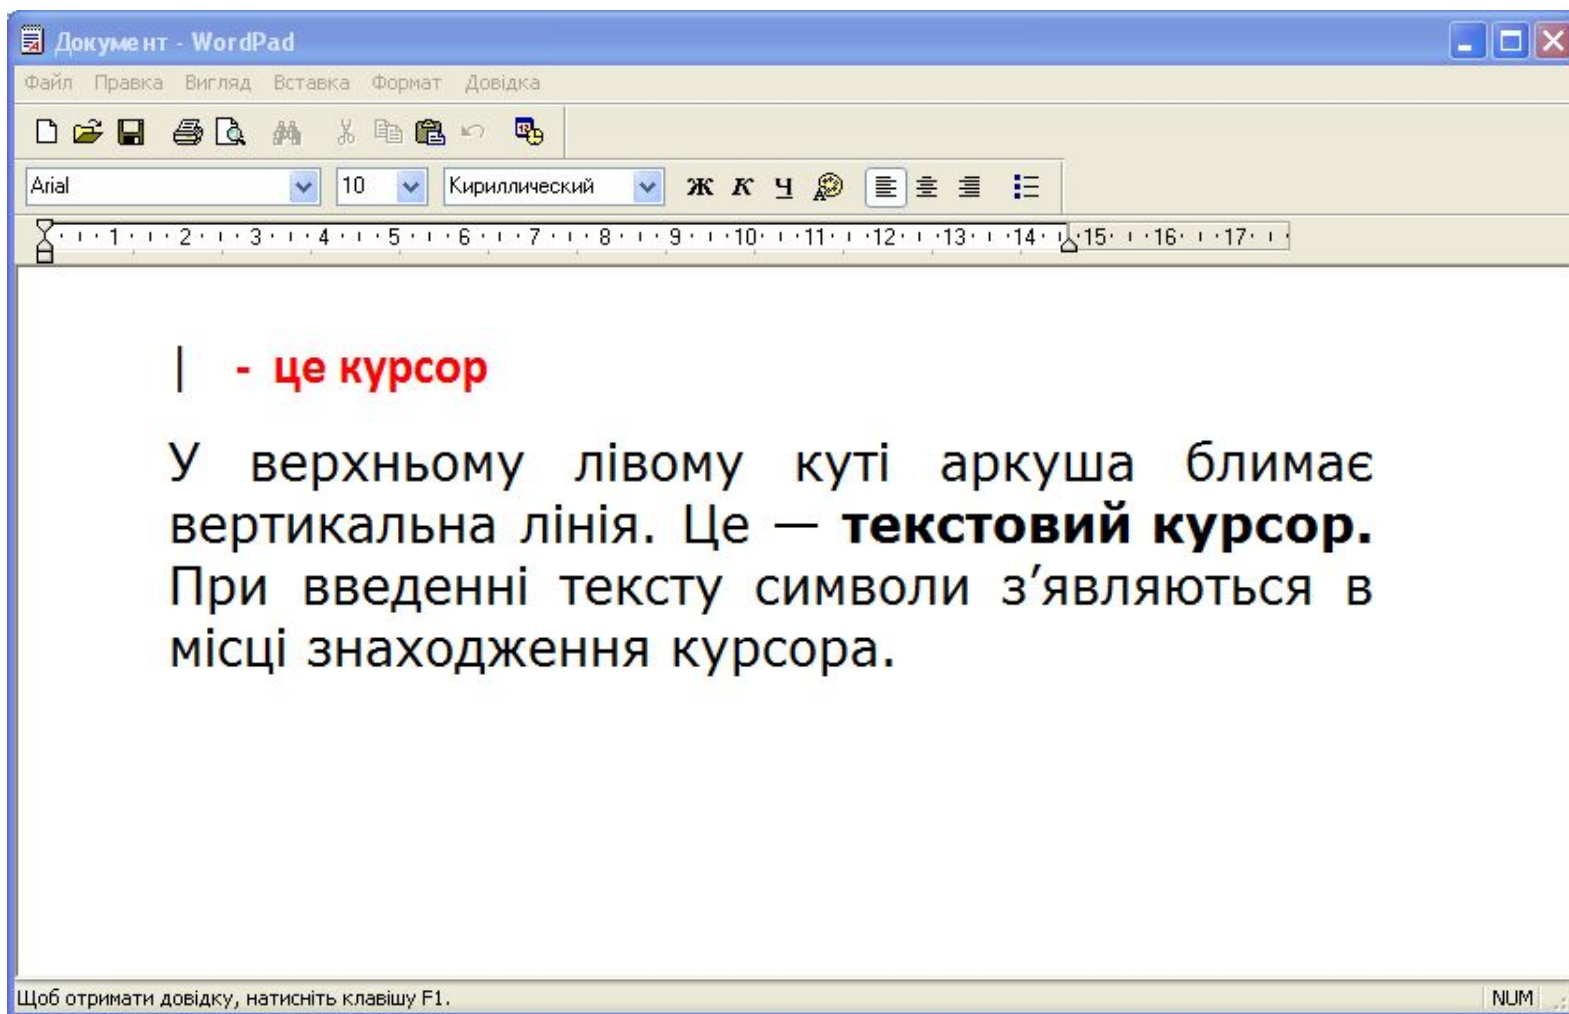 Документ - WordPad
Файл Правка Вигляд Вставка Формат Довідка
Arial 10 Кириллический Ж К Ч
1 2 3 4 5 6 7 8 9 10 11 12 13 14 15 16 17
| - це курсор
У верхньому лівому куті аркуша блимає
вертикальна лінія. Це — текстовий курсор.
При введенні тексту символи з’являються в
місці знаходження курсора.
Щоб отримати довідку, натисніть клавішу F1. NUM